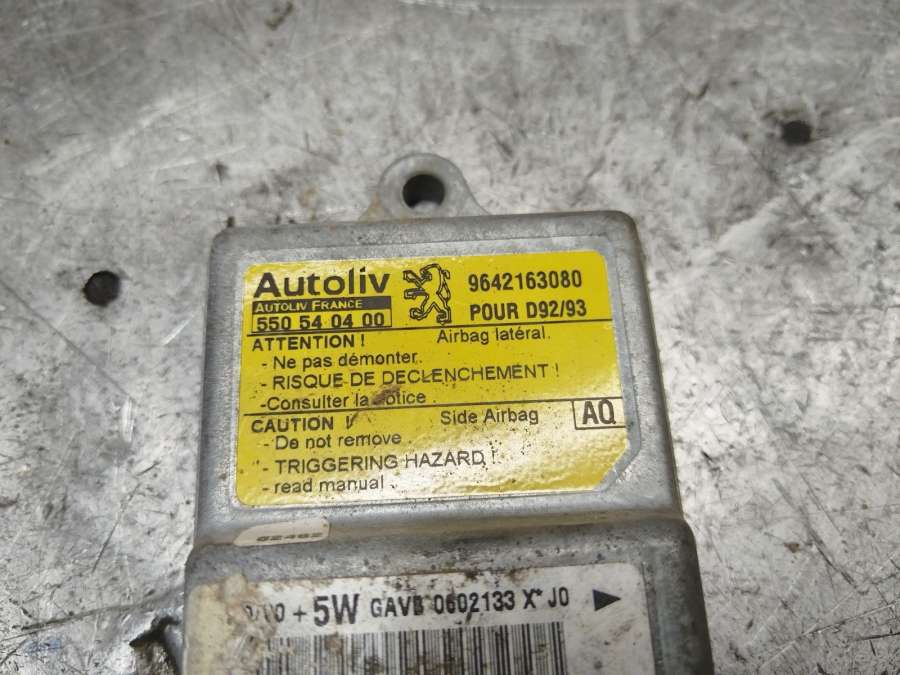 Autoliv
AUTOLIV FRANCE
550 54 04 00
9642163080
POUR D92/93
ATTENTION ! Airbag latéral.
- Ne pas démonter.
- RISQUE DE DECLENCHEMENT !
-Consulter la notice
CAUTION ! Side Airbag AQ
- Do not remove
- TRIGGERING HAZARD !
- read manual
02462
+ 5W GAVB 0602133 X* J0